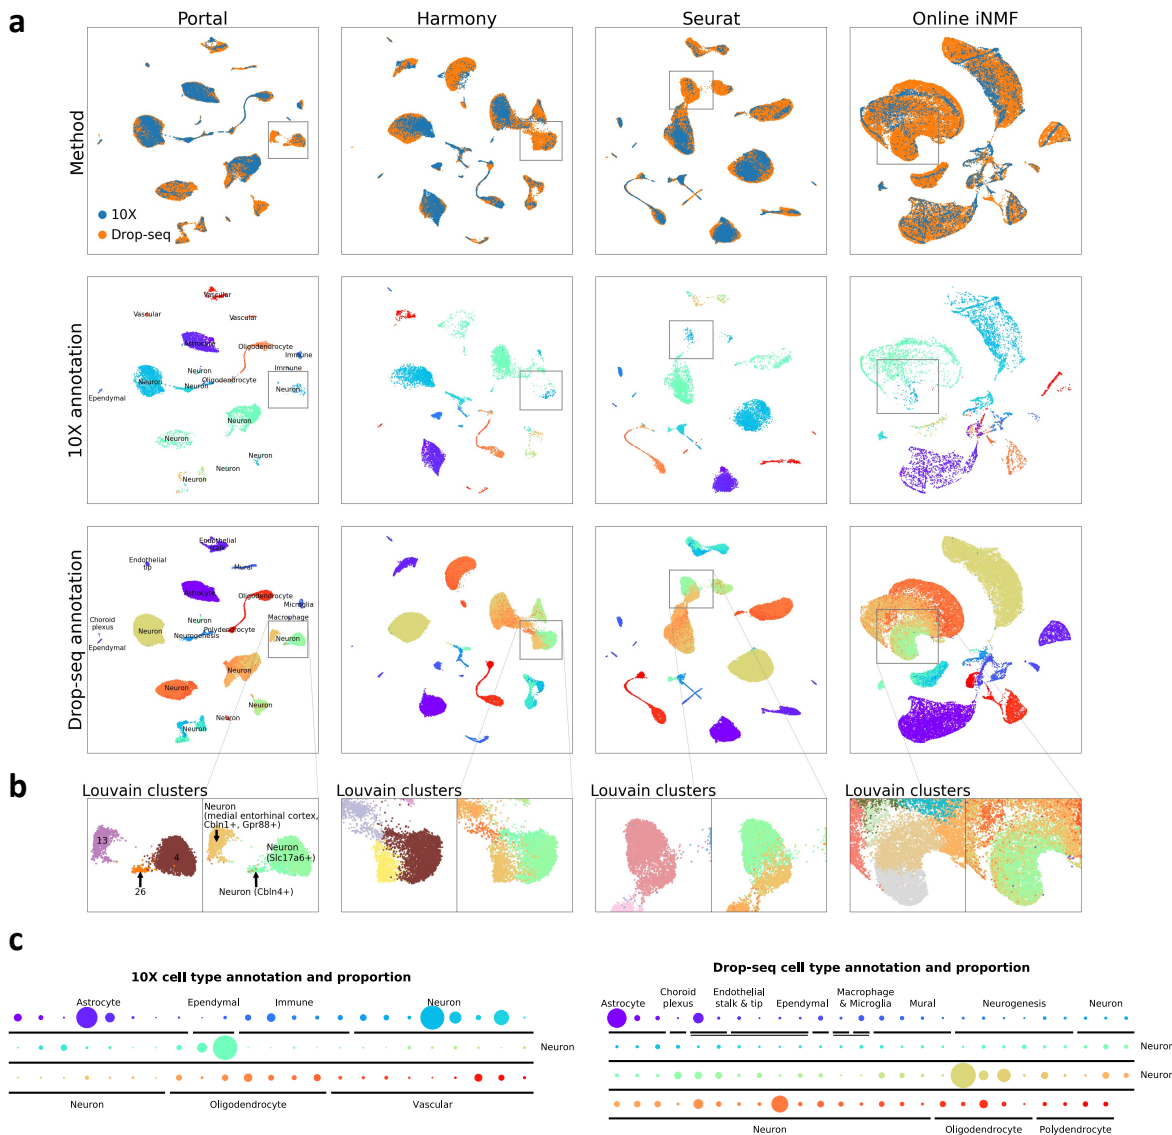 a
Portal
Harmony
Seurat
Online iNMF
Method
10X
Drop-seq
10X annotation
Vascular
Vascular
Vascular
Astrocyte
Oligodendrocyte
Immune
Neuron
Immune
Neuron
Neuron
Oligodendrocyte
Neuron
Ependymal
Neuron
Neuron
Neuron
Neuron
Neuron
Drop-seq annotation
Endothelial
stalk
Endothelial
tip
Mural
Astrocyte
Oligodendrocyte
Microglia
Macrophage
Choroid
plexus
Neuron
Neuron
Neurogenesis
Polydendrocyte
Neuron
Ependymal
Neuron
Neuron
Neuron
Neuron
Neuron
b
Louvain clusters
Louvain clusters
Louvain clusters
Louvain clusters
Neuron
(medial entorhinal cortex,
Cbln1+, Gpr88+)
13
4
26
Neuron
(Slc17a6+)
Neuron (Cbln4+)
c
10X cell type annotation and proportion
Astrocyte
Ependymal
Immune
Neuron
Neuron
Neuron
Oligodendrocyte
Vascular
Drop-seq cell type annotation and proportion
Astrocyte
Choroid
plexus
Endothelial
stalk & tip
Ependymal
Macrophage
& Microglia
Mural
Neurogenesis
Neuron
Neuron
Neuron
Neuron
Oligodendrocyte
Polydendrocyte